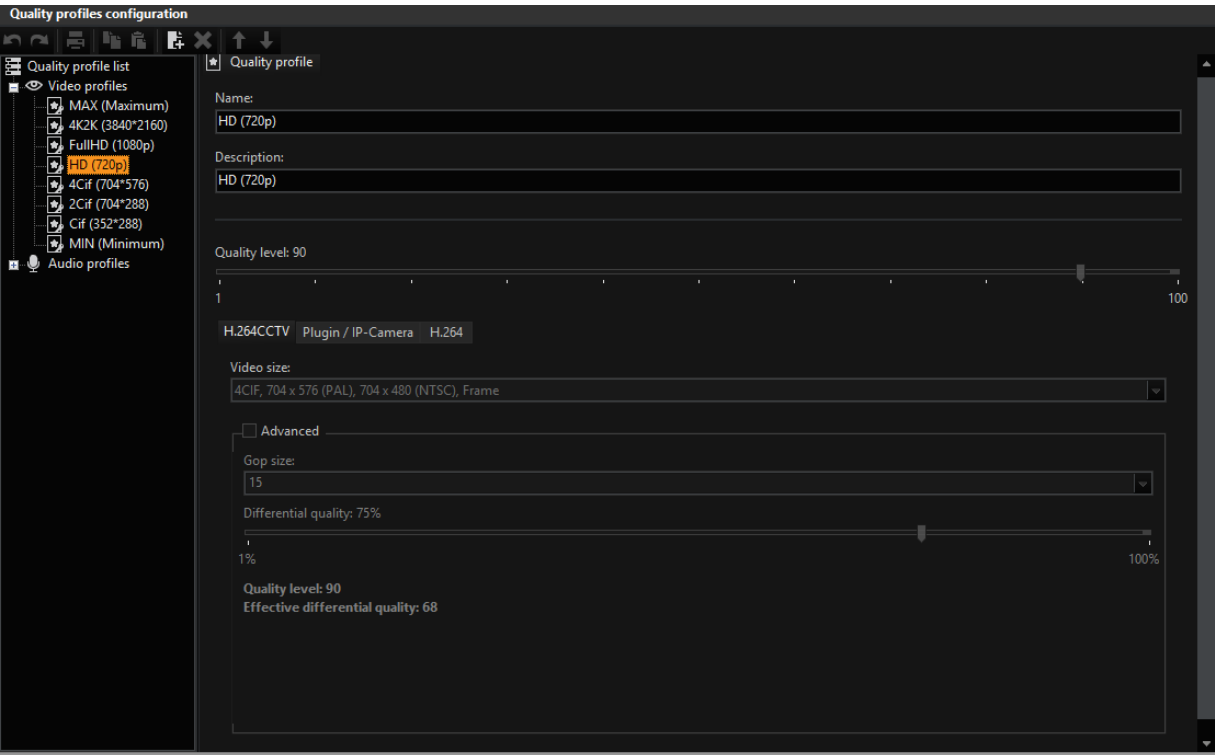 Quality profiles configuration
Quality profile list
Video profiles
MAX (Maximum)
4K2K (3840*2160)
FullHD (1080p)
HD (720p)
4Cif (704*576)
2Cif (704*288)
Cif (352*288)
MIN (Minimum)
Audio profiles
Quality profile
Name:
HD (720p)
Description:
HD (720p)
Quality level: 90
1 100
H.264CCTV Plugin / IP-Camera H.264
Video size:
4CIF, 704 x 576 (PAL), 704 x 480 (NTSC), Frame
Advanced
Gop size:
15
Differential quality: 75%
1% 100%
Quality level: 90
Effective differential quality: 68